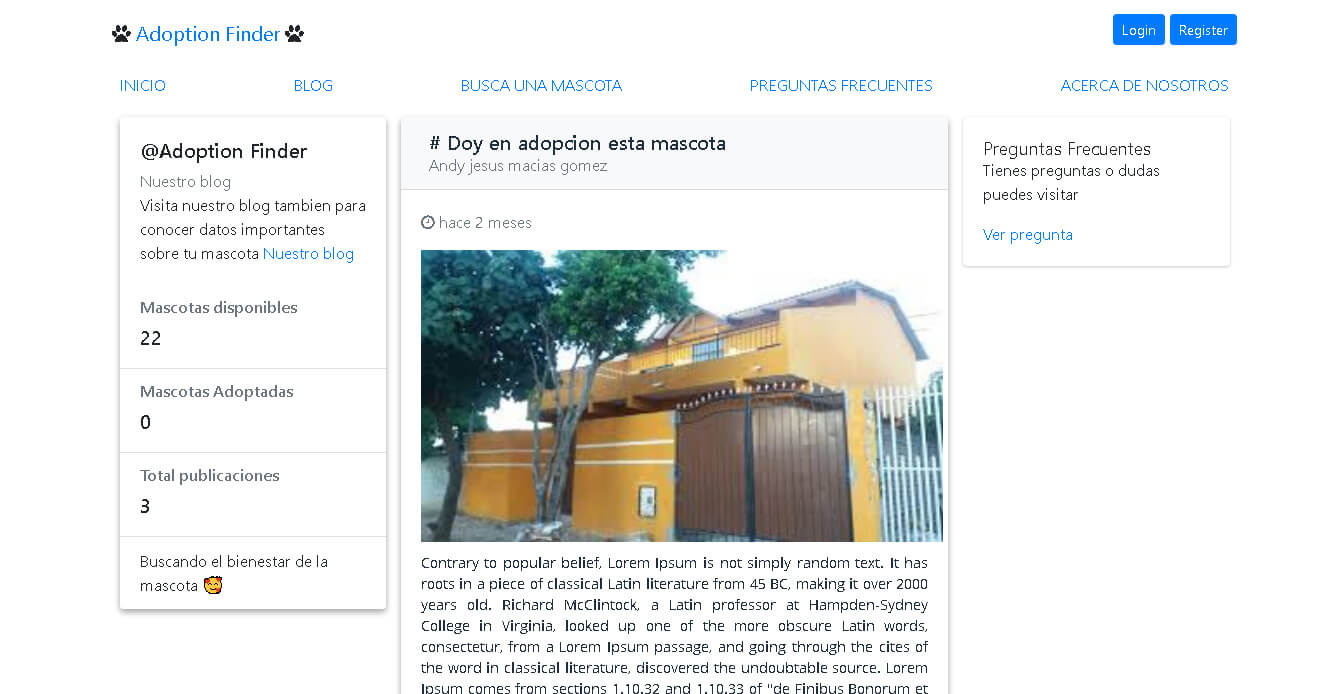 Adoption Finder
Login Register
INICIO BLOG BUSCA UNA MASCOTA PREGUNTAS FRECUENTES ACERCA DE NOSOTROS
@Adoption Finder
Nuestro blog
Visita nuestro blog tambien para
conocer datos importantes
sobre tu mascota Nuestro blog
Mascotas disponibles
22
Mascotas Adoptadas
0
Total publicaciones
3
Buscando el bienestar de la
mascota 🥰
# Doy en adopcion esta mascota
Andy jesus macias gomez
hace 2 meses
Contrary to popular belief, Lorem Ipsum is not simply random text. It has
roots in a piece of classical Latin literature from 45 BC, making it over 2000
years old. Richard McClintock, a Latin professor at Hampden-Sydney
College in Virginia, looked up one of the more obscure Latin words,
consectetur, from a Lorem Ipsum passage, and going through the cites of
the word in classical literature, discovered the undoubtable source. Lorem
Ipsum comes from sections 1.10.32 and 1.10.33 of "de Finibus Bonorum et
Preguntas Frecuentes
Tienes preguntas o dudas
puedes visitar
Ver pregunta